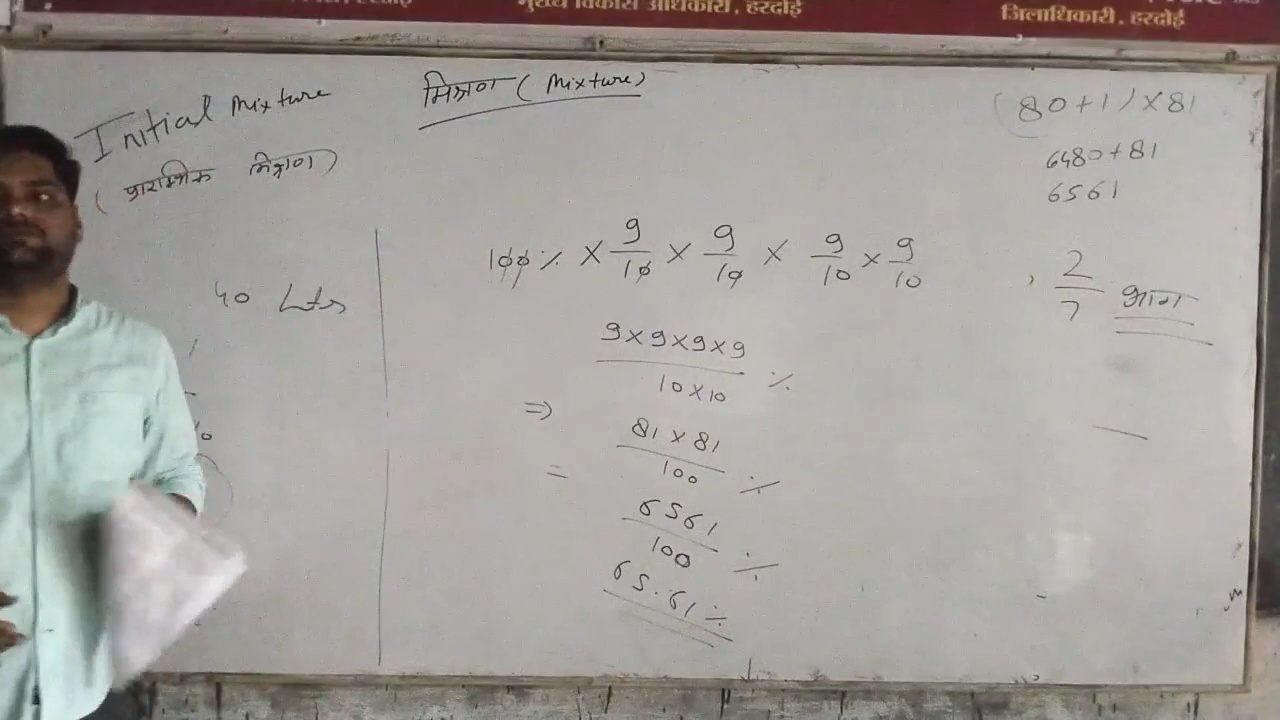 मुख्य विकास अधिकारी, हरदोई
जिलाधिकारी, हरदोई
Initial Mixture
(प्रारम्भिक मिश्रण)
मिश्रण (Mixture)
(80+1)×81
6480+81
6561
40 Ltrs
100% × 9/10 × 9/10 × 9/10 × 9/10
9×9×9×9
10×10 %
⇒ 81×81
= 100 %
6561
100 %
65.61%
, 2/7 भाग